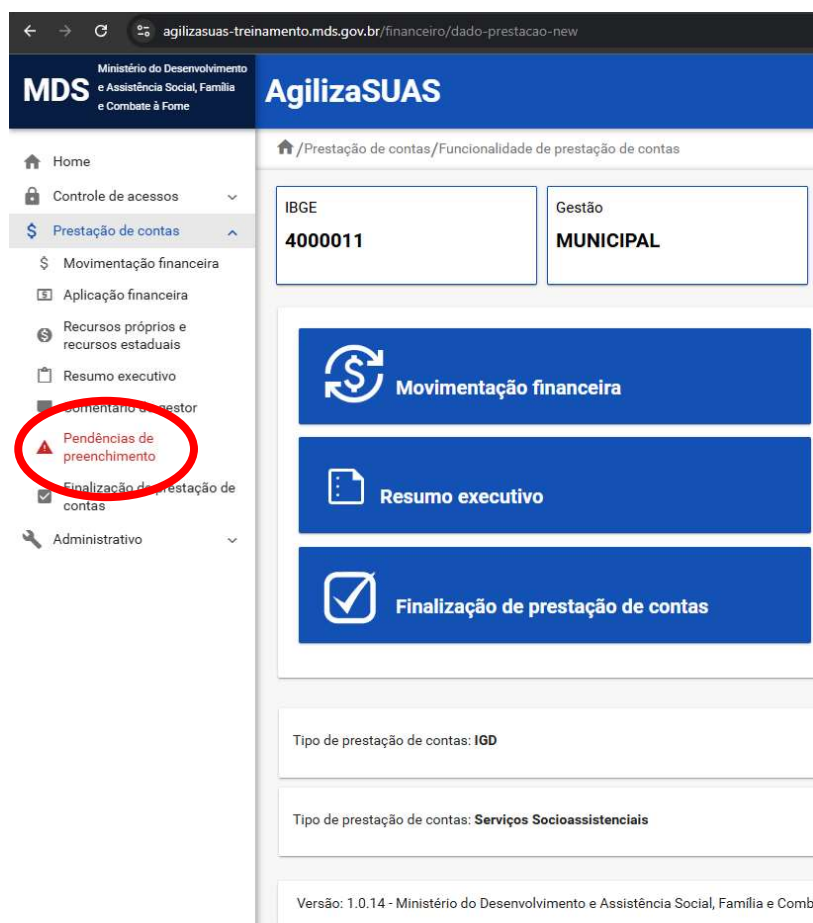 agilizasuas-treinamento.mds.gov.br/financeiro/dado-prestacao-new
MDS
Ministério do Desenvolvimento
e Assistência Social, Família
e Combate à Fome
AgilizaSUAS
Home
Controle de acessos
$ Prestação de contas
$ Movimentação financeira
Aplicação financeira
Recursos próprios e
recursos estaduais
Resumo executivo
Comentário do gestor
Pendências de
preenchimento
Finalização de prestação de
contas
Administrativo
/Prestação de contas/Funcionalidade de prestação de contas
IBGE
4000011
Gestão
MUNICIPAL
Movimentação financeira
Resumo executivo
Finalização de prestação de contas
Tipo de prestação de contas: IGD
Tipo de prestação de contas: Serviços Socioassistenciais
Versão: 1.0.14 - Ministério do Desenvolvimento e Assistência Social, Família e Comb